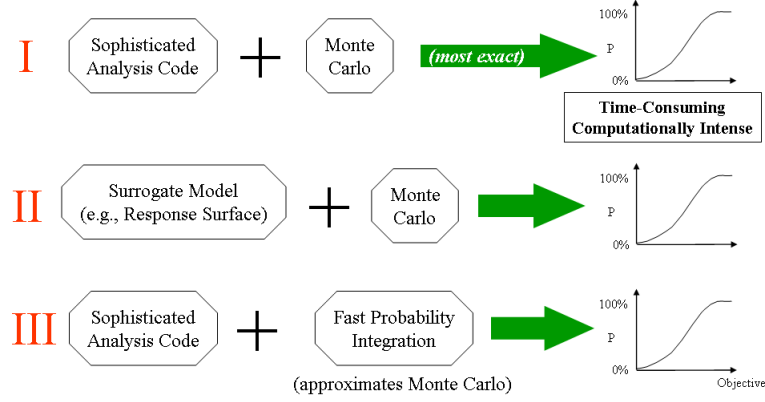 I
Sophisticated
Analysis Code
+
Monte
Carlo
(most exact)
100%
P
0%
Time-Consuming
Computationally Intense
II
Surrogate Model
(e.g., Response Surface)
+
Monte
Carlo
100%
P
0%
III
Sophisticated
Analysis Code
+
Fast Probability
Integration
(approximates Monte Carlo)
100%
P
0%
Objective